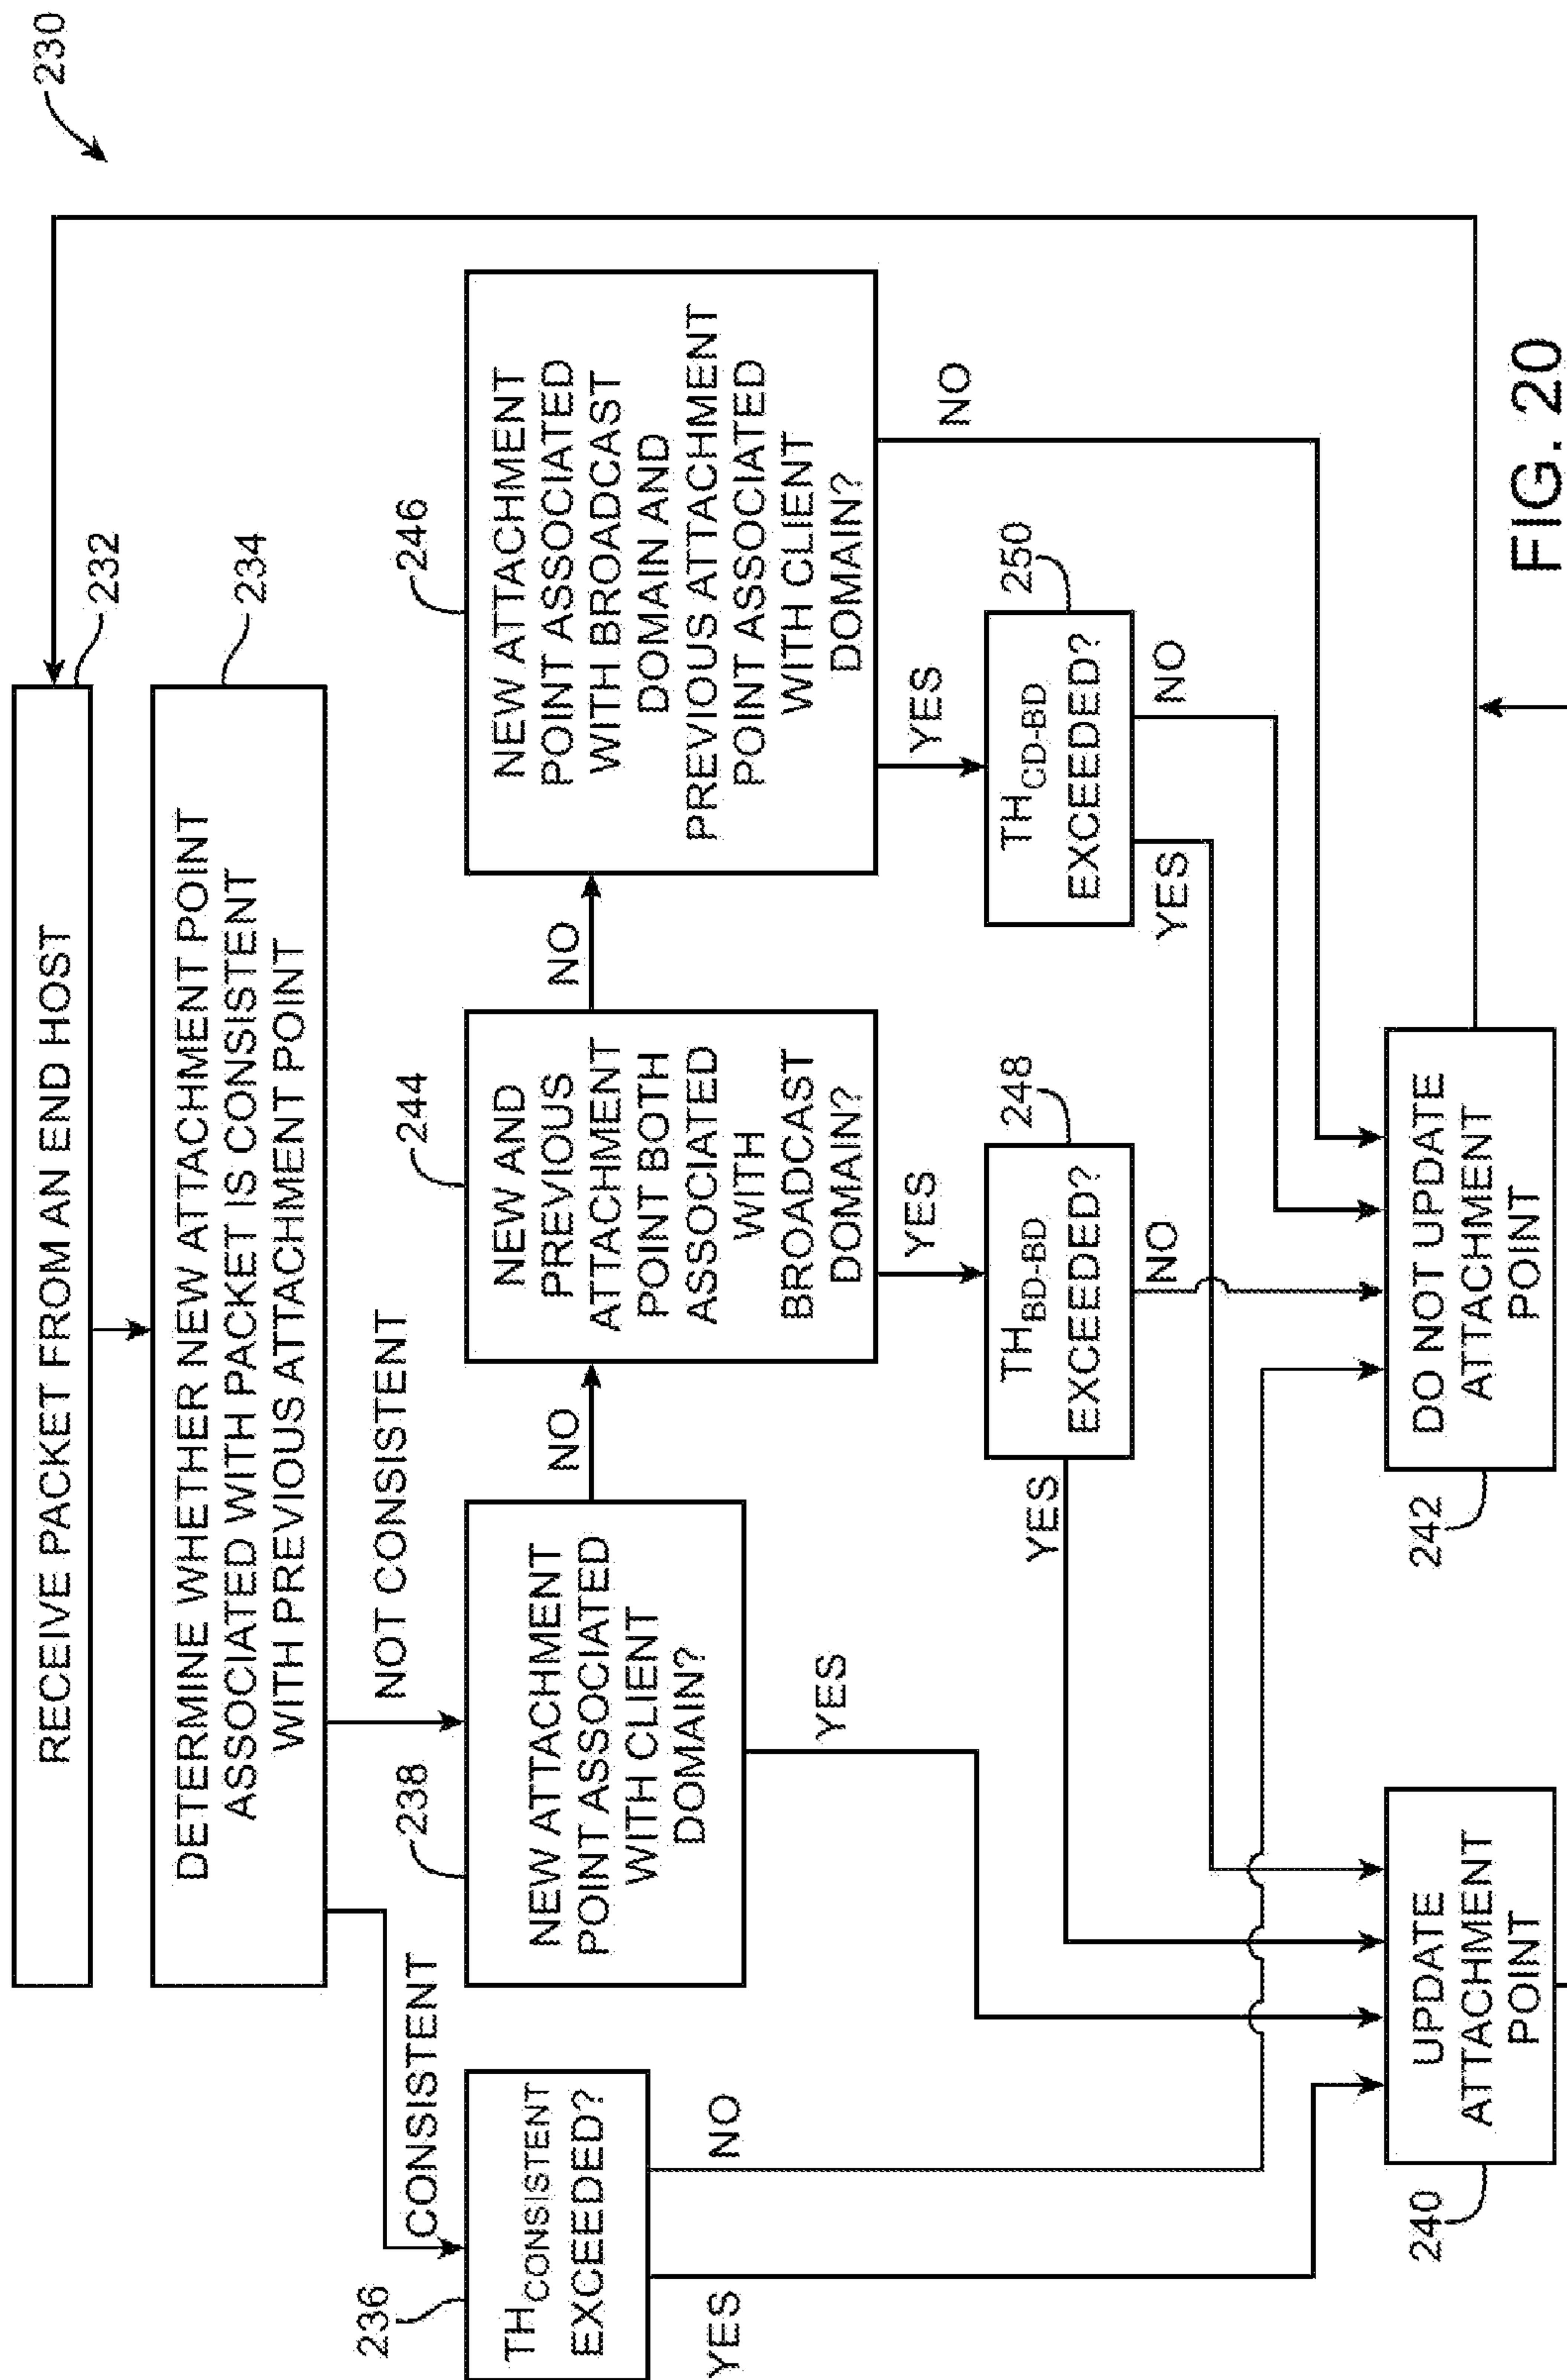 230
RECEIVE PACKET FROM AN END HOST
232
DETERMINE WHETHER NEW ATTACHMENT POINT
ASSOCIATED WITH PACKET IS CONSISTENT
WITH PREVIOUS ATTACHMENT POINT
234
CONSISTENT
NOT CONSISTENT
236
TH CONSISTENT
EXCEEDED?
YES
NO
238
NEW ATTACHMENT
POINT ASSOCIATED
WITH CLIENT
DOMAIN?
YES
NO
244
NEW AND
PREVIOUS
ATTACHMENT
POINT BOTH
ASSOCIATED
WITH
BROADCAST
DOMAIN?
YES
NO
246
NEW ATTACHMENT
POINT ASSOCIATED
WITH BROADCAST
DOMAIN AND
PREVIOUS ATTACHMENT
POINT ASSOCIATED
WITH CLIENT
DOMAIN?
YES
NO
248
TH BD-BD
EXCEEDED?
YES
NO
250
TH CD-BD
EXCEEDED?
YES
NO
240
UPDATE
ATTACHMENT
POINT
242
DO NOT UPDATE
ATTACHMENT
POINT
FIG. 20